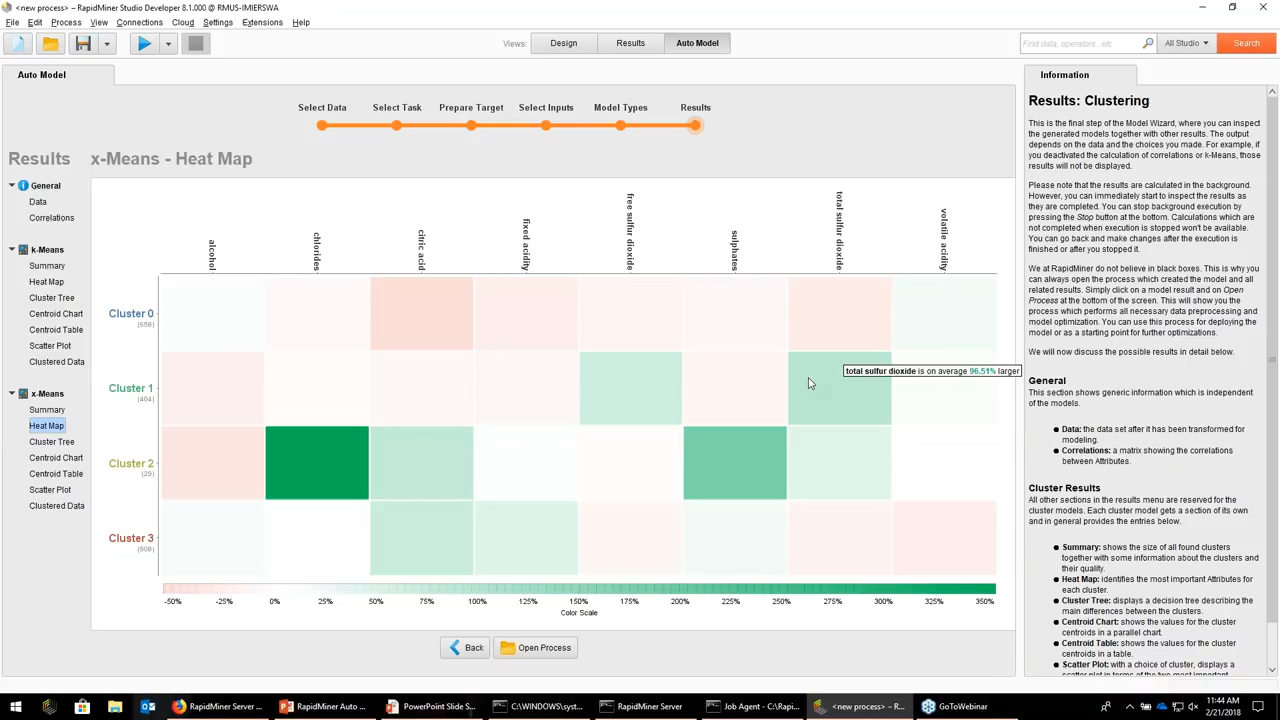 <new process> – RapidMiner Studio Developer 8.1.000 @ RMUS-IMIERSWA
File Edit Process View Connections Cloud Settings Extensions Help
Views: Design Results Auto Model
Find data, operators...etc
All Studio
Search
Auto Model
Select Data Select Task Prepare Target Select Inputs Model Types Results
Results
x-Means - Heat Map
General
Data
Correlations
k-Means
Summary
Heat Map
Cluster Tree
Centroid Chart
Centroid Table
Scatter Plot
Clustered Data
x-Means
Summary
Heat Map
Cluster Tree
Centroid Chart
Centroid Table
Scatter Plot
Clustered Data
alcohol
chlorides
citric acid
fixed acidity
free sulfur dioxide
sulphates
total sulfur dioxide
volatile acidity
Cluster 0
(658)
Cluster 1
(404)
Cluster 2
(29)
Cluster 3
(508)
total sulfur dioxide is on average 96.51% larger
-50% -25% 0% 25% 50% 75% 100% 125% 150% 175% 200% 225% 250% 275% 300% 325% 350%
Color Scale
Back
Open Process
Information
Results: Clustering
This is the final step of the Model Wizard, where you can inspect
the generated models together with other results. The output
depends on the data and the choices you made. For example, if
you deactivated the calculation of correlations or k-Means, those
results will not be displayed.
Please note that the results are calculated in the background.
However, you can immediately start to inspect the results as
they are completed. You can stop background execution by
pressing the Stop button at the bottom. Calculations which are
not completed when execution is stopped won't be available.
You can go back and make changes after the execution is
finished or after you stopped it.
We at RapidMiner do not believe in black boxes. This is why you
can always open the process which created the model and all
related results. Simply click on a model result and on Open
Process at the bottom of the screen. This will show you the
process which performs all necessary data preprocessing and
model optimization. You can use this process for deploying the
model or as a starting point for further optimizations.
We will now discuss the possible results in detail below.
General
This section shows generic information which is independent
of the models.
Data: the data set after it has been transformed for
modeling.
Correlations: a matrix showing the correlations
between Attributes.
Cluster Results
All other sections in the results menu are reserved for the
cluster models. Each cluster model gets a section of its own
and in general provides the entries below.
Summary: shows the size of all found clusters
together with some information about the clusters and
their quality.
Heat Map: identifies the most important Attributes for
each cluster.
Cluster Tree: displays a decision tree describing the
main differences between the clusters.
Centroid Chart: shows the values for the cluster
centroids in a parallel chart.
Centroid Table: shows the values for the cluster
centroids in a table.
Scatter Plot: with a choice of cluster, displays a
scatter plot in terms of the two most important
RapidMiner Server ...
RapidMiner Auto ...
PowerPoint Slide S...
C:\WINDOWS\syst...
RapidMiner Server
Job Agent - C:\Rapi...
<new process> – R...
GoToWebinar
11:44 AM
2/21/2018